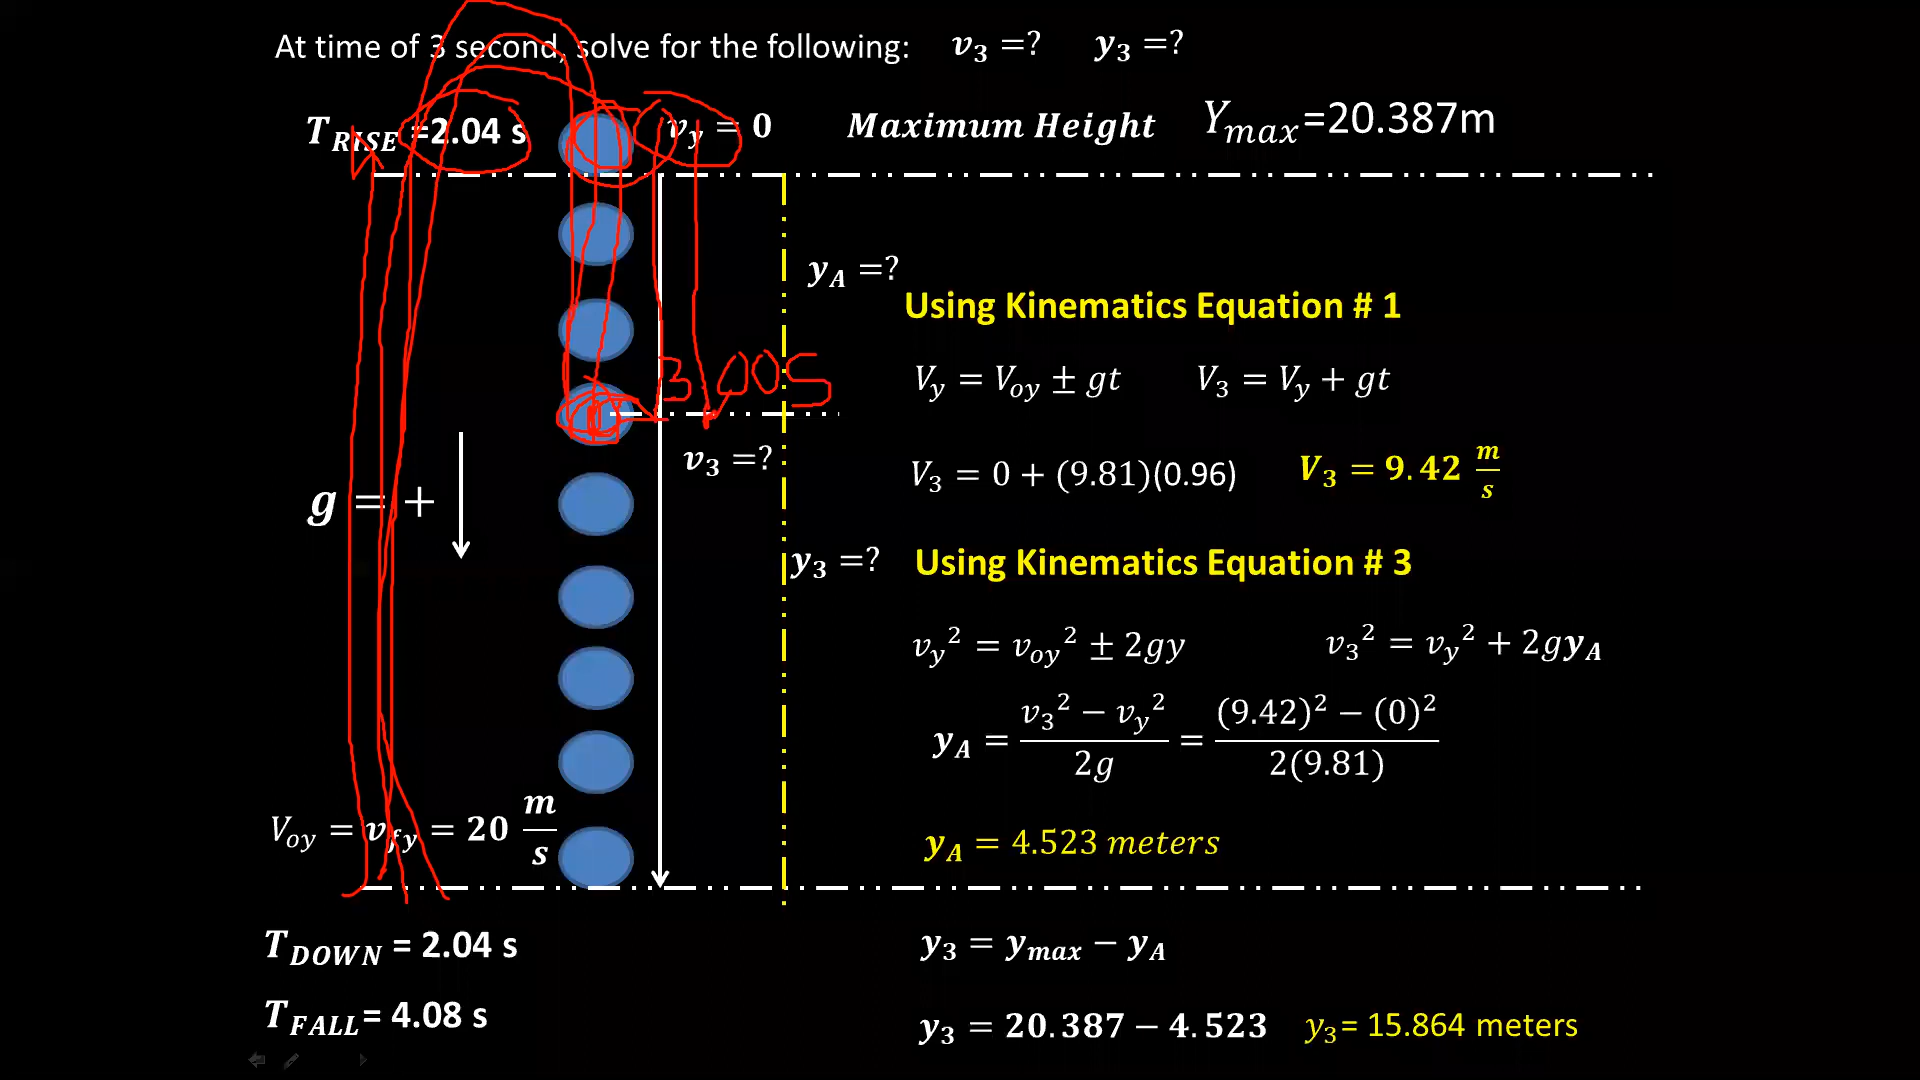 At time of 3 second, solve for the following: v₃ =? y₃ =?
T_RISE =2.04 s v_y = 0 Maximum Height Y_max=20.387m
y_A =?
Using Kinematics Equation # 1
3.00s
V_y = V_oy ± gt V₃ = V_y + gt
v₃ =?
V₃ = 0 + (9.81)(0.96) V₃ = 9.42 m/s
g = +
y₃ =? Using Kinematics Equation # 3
v_y² = v_oy² ± 2gy v₃² = v_y² + 2gy_A
y_A = (v₃² − v_y²)/2g = ((9.42)² − (0)²)/2(9.81)
V_oy = v_fy = 20 m/s
y_A = 4.523 meters
T_DOWN = 2.04 s y₃ = y_max − y_A
T_FALL= 4.08 s y₃ = 20.387 − 4.523 y₃= 15.864 meters